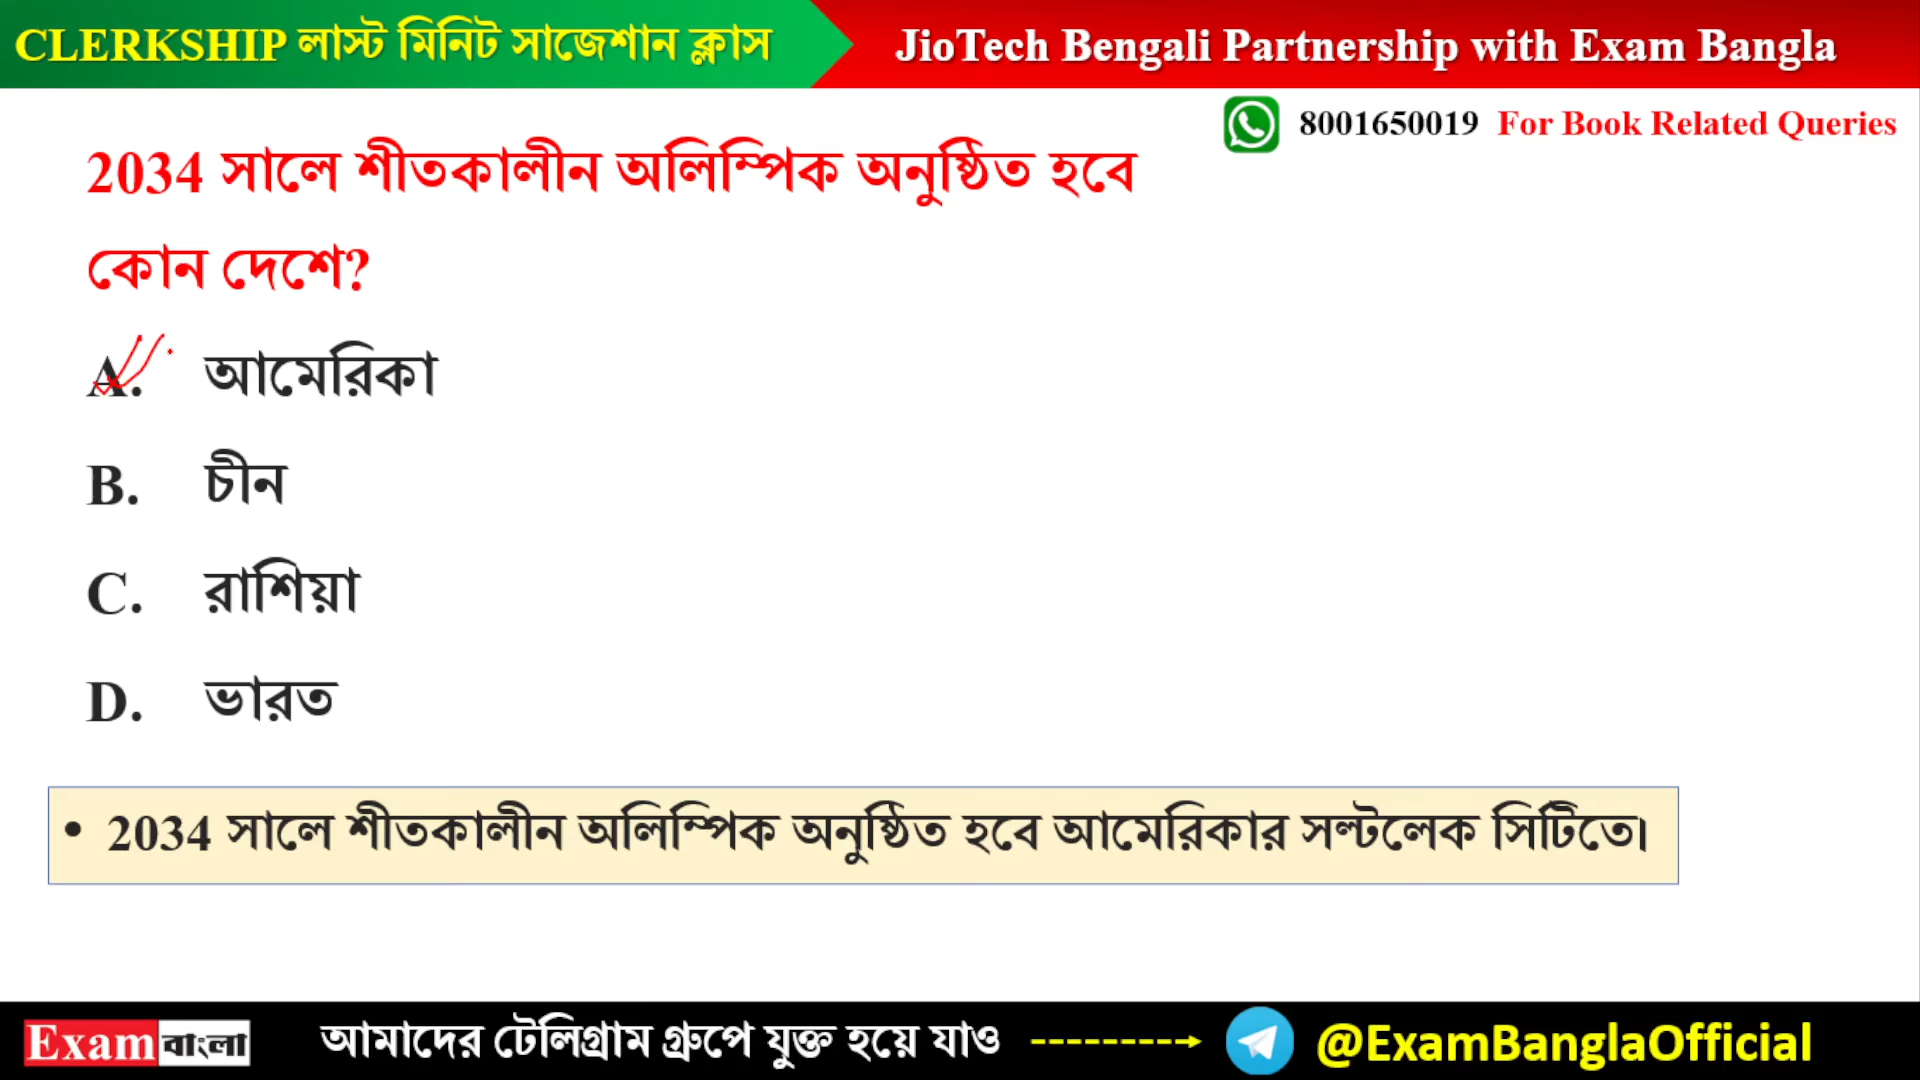 CLERKSHIP লাস্ট মিনিট সাজেশান ক্লাস
JioTech Bengali Partnership with Exam Bangla
8001650019 For Book Related Queries
2034 সালে শীতকালীন অলিম্পিক অনুষ্ঠিত হবে
কোন দেশে?
A. আমেরিকা
B. চীন
C. রাশিয়া
D. ভারত
• 2034 সালে শীতকালীন অলিম্পিক অনুষ্ঠিত হবে আমেরিকার সল্টলেক সিটিতে।
Exam বাংলা
আমাদের টেলিগ্রাম গ্রুপে যুক্ত হয়ে যাও
@ExamBanglaOfficial